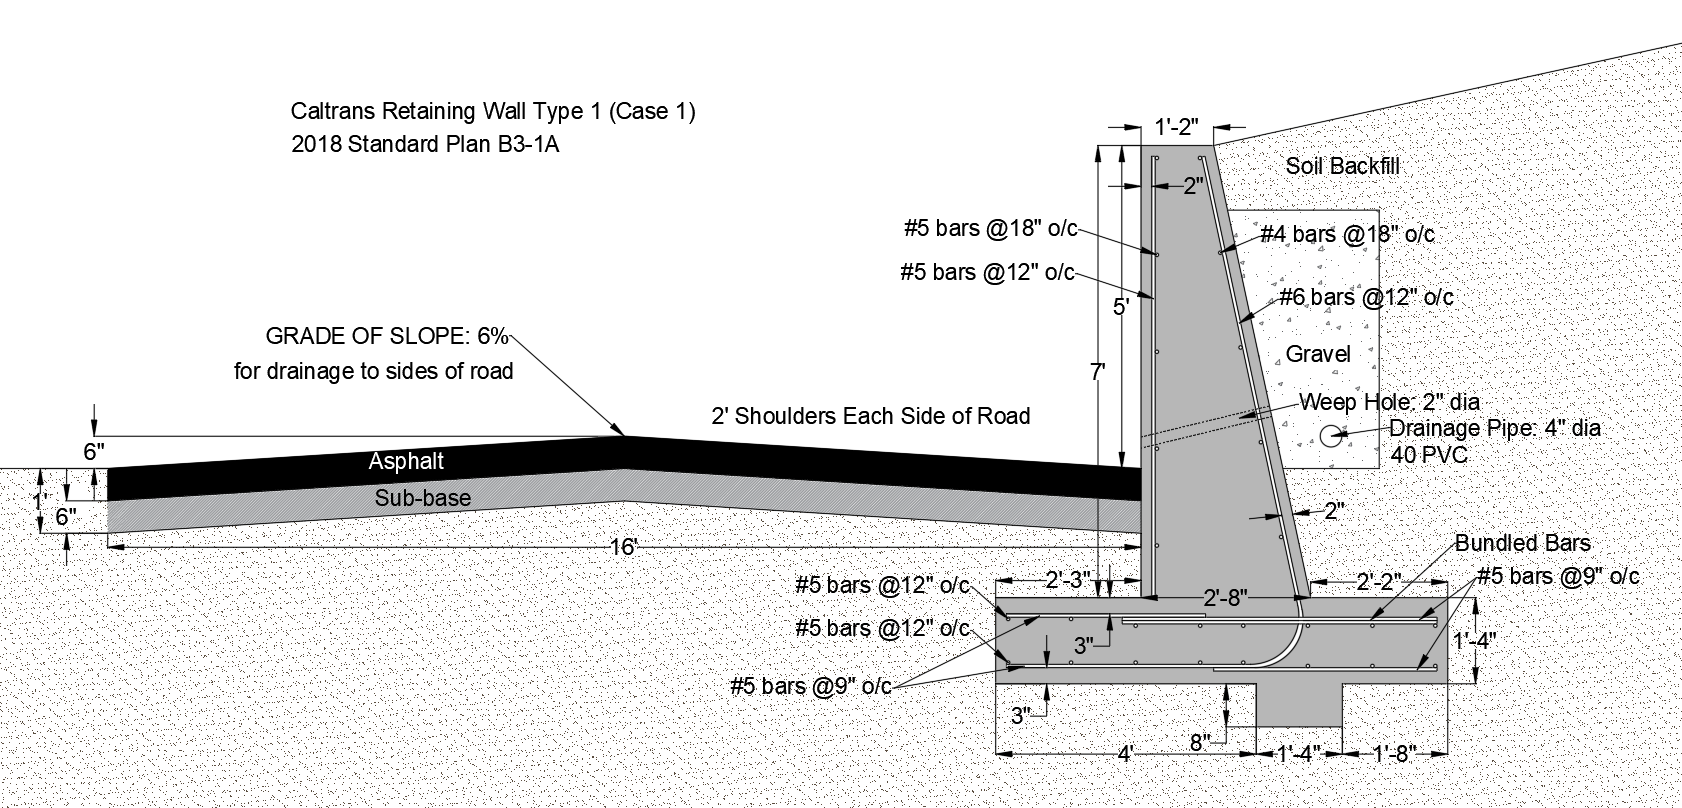 Caltrans Retaining Wall Type 1 (Case 1)
2018 Standard Plan B3-1A
1'-2"
Soil Backfill
2"
#5 bars @18" o/c
#4 bars @18" o/c
#5 bars @12" o/c
#6 bars @12" o/c
5'
GRADE OF SLOPE: 6%
for drainage to sides of road
Gravel
7'
2' Shoulders Each Side of Road
Weep Hole: 2" dia
Drainage Pipe: 4" dia
40 PVC
6"
Asphalt
Sub-base
1'
6"
2"
16'
Bundled Bars
2'-3"
2'-2"
#5 bars @9" o/c
#5 bars @12" o/c
2'-8"
#5 bars @12" o/c
3"
1'-4"
#5 bars @9" o/c
3"
8"
4'
1'-4"
1'-8"